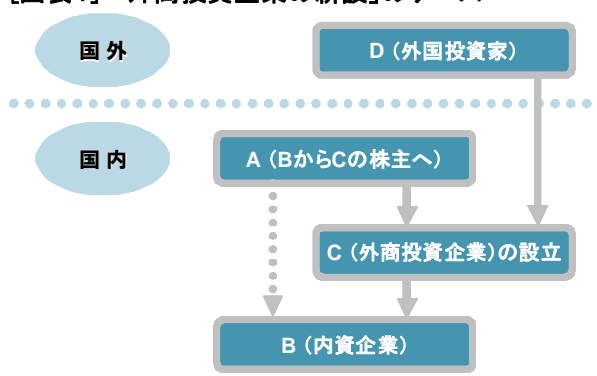 国 外
D（外国投資家）
国 内
A（BからCの株主へ）
C（外商投資企業）の設立
B（内資企業）